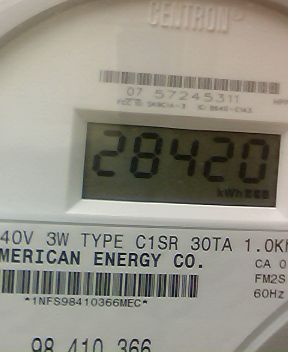 CENTRON®
07 57245311
28420
kWh
40V 3W TYPE C1SR 30TA 1.0Kh
MERICAN ENERGY CO.
CA 0
FM2S
60Hz
*1NFS98410366MEC*
98 410 366